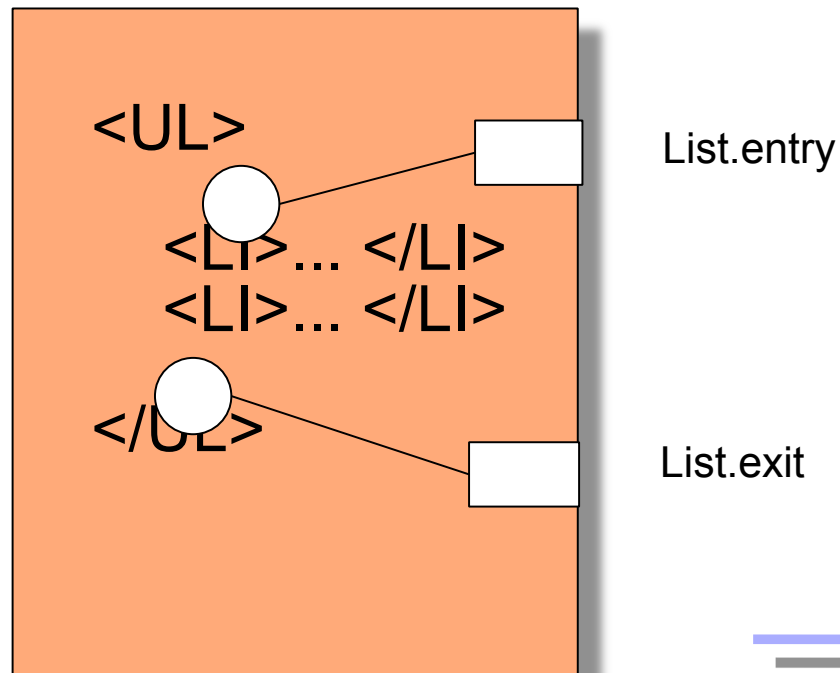 <UL>
List.entry
<LI>... </LI>
<LI>... </LI>
</UL>
List.exit